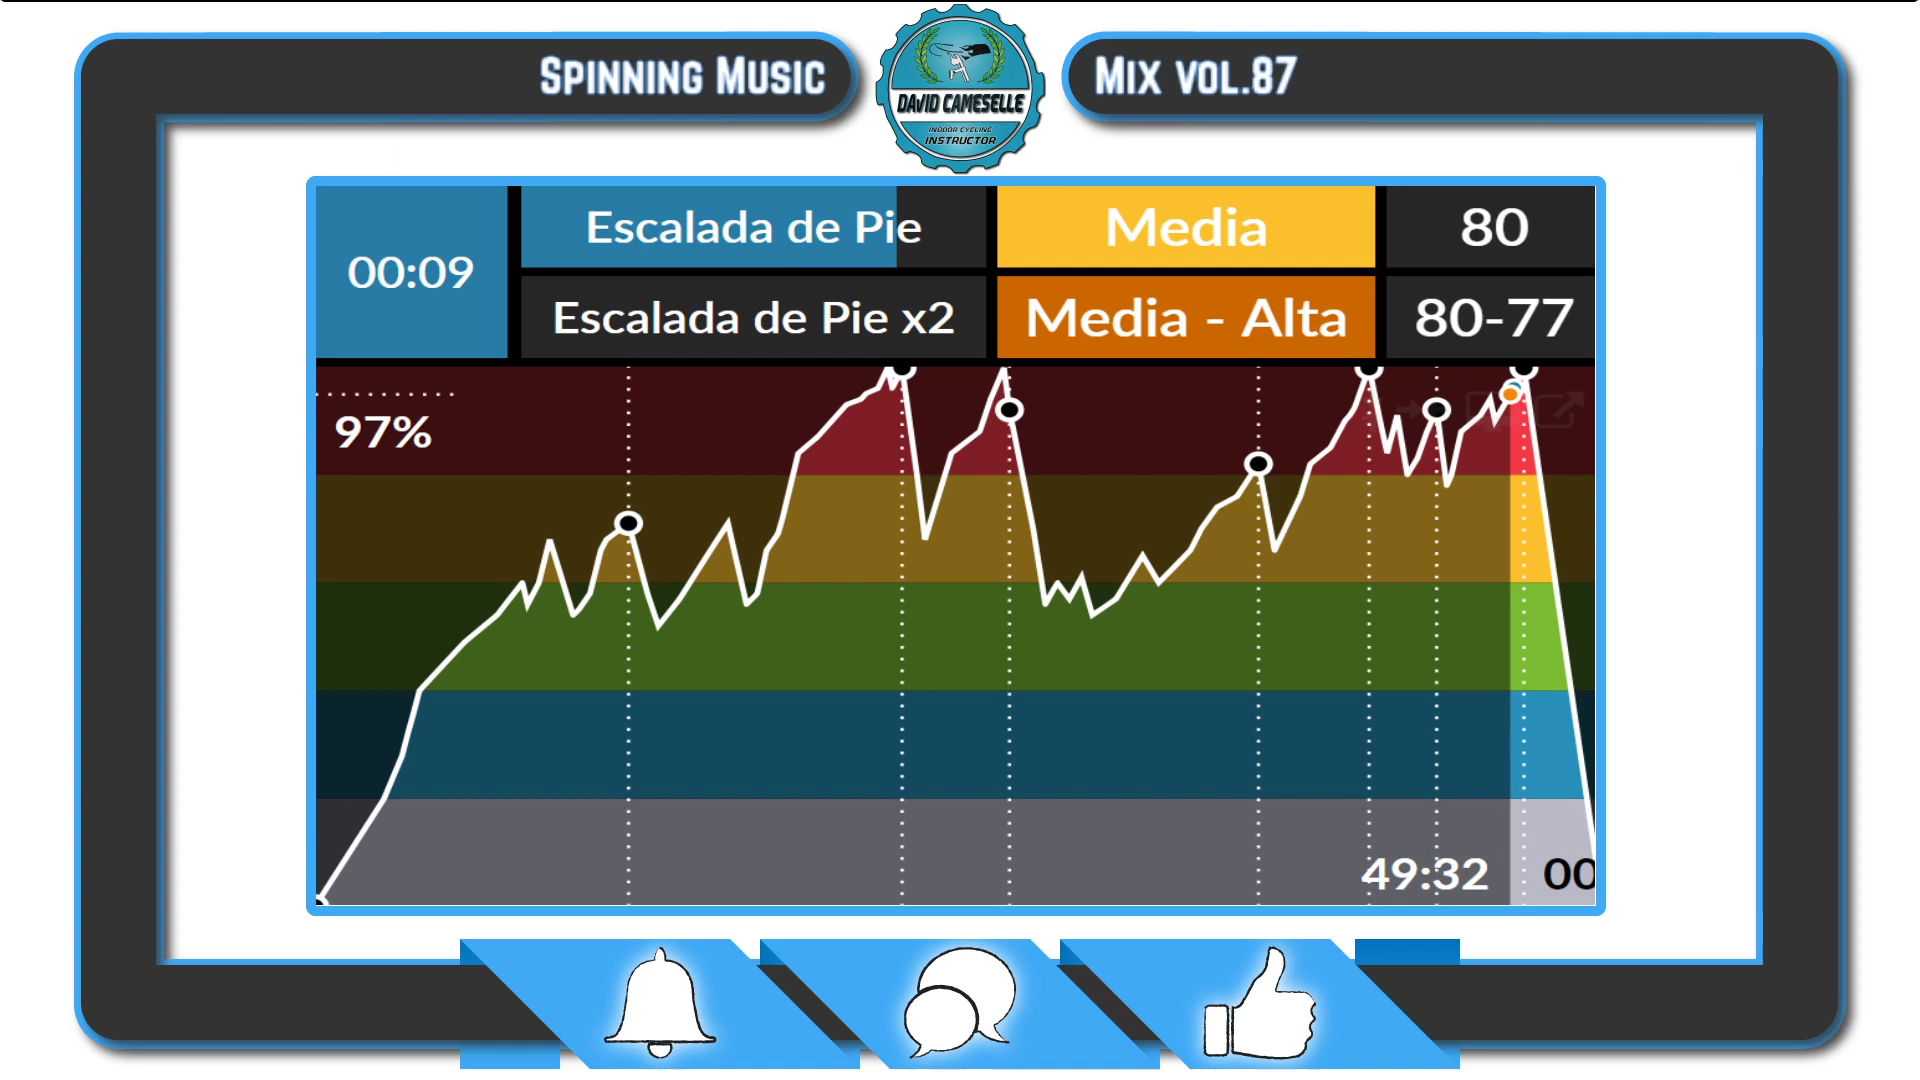 SPINNING MUSIC
MIX VOL.87
DAVID CAMESELLE
INDOOR CYCLING
INSTRUCTOR
00:09
Escalada de Pie
Media
80
Escalada de Pie x2
Media - Alta
80-77
97%
49:32
00